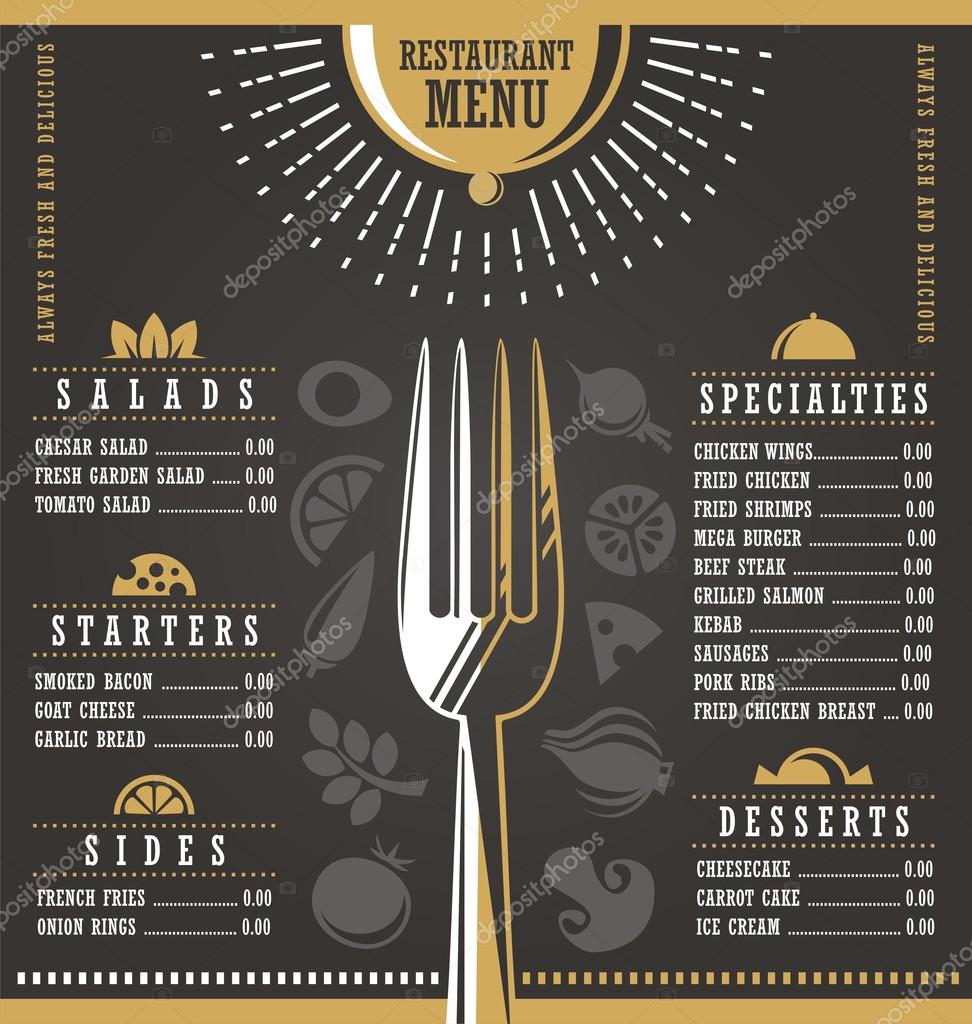 RESTAURANT
MENU
ALWAYS FRESH AND DELICIOUS
ALWAYS FRESH AND DELICIOUS
SALADS
CAESAR SALAD .................... 0.00
FRESH GARDEN SALAD ...... 0.00
TOMATO SALAD .................... 0.00
STARTERS
SMOKED BACON .................... 0.00
GOAT CHEESE .................... 0.00
GARLIC BREAD .................... 0.00
SIDES
FRENCH FRIES .................... 0.00
ONION RINGS .................... 0.00
SPECIALTIES
CHICKEN WINGS.................... 0.00
FRIED CHICKEN .................... 0.00
FRIED SHRIMPS .................... 0.00
MEGA BURGER .................... 0.00
BEEF STEAK .................... 0.00
GRILLED SALMON .................... 0.00
KEBAB .................... 0.00
SAUSAGES .................... 0.00
PORK RIBS .................... 0.00
FRIED CHICKEN BREAST .... 0.00
DESSERTS
CHEESECAKE .................... 0.00
CARROT CAKE .................... 0.00
ICE CREAM .................... 0.00
depositphotos
depositphotos
depositphotos
depositphotos
depositphotos
depositphotos